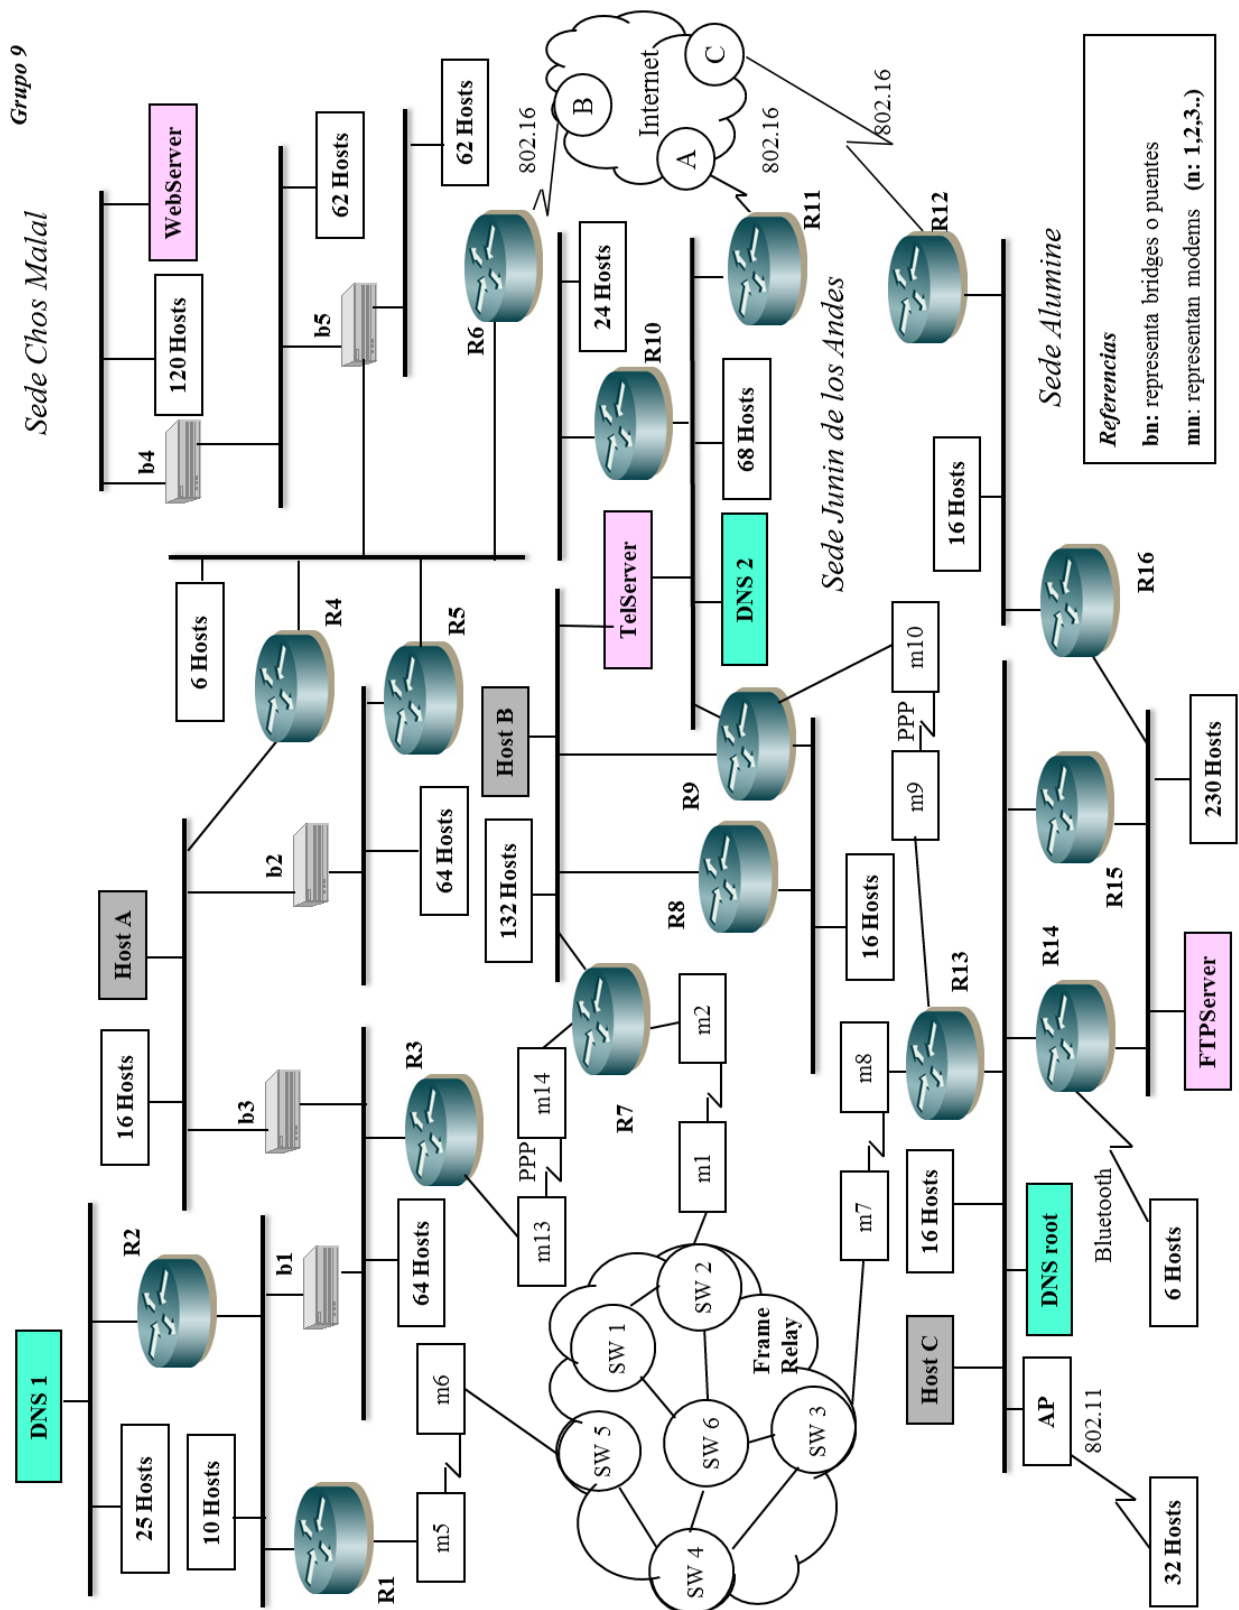 Grupo 9
Sede Chos Malal
DNS 1
25 Hosts
R2
10 Hosts
R1
b1
m5
m6
16 Hosts
Host A
b3
b2
64 Hosts
R3
64 Hosts
R4
R5
6 Hosts
b4
120 Hosts
WebServer
b5
62 Hosts
62 Hosts
R6
802.16
B
Internet
A
C
802.16
802.16
m13
PPP
m14
R7
m1
m2
132 Hosts
Host B
TelServer
R10
24 Hosts
R8
R9
DNS 2
68 Hosts
R11
16 Hosts
Sede Junin de los Andes
SW 1
SW 2
SW 5
SW 6
SW 4
SW 3
Frame
Relay
m7
m8
m9
PPP
m10
R13
Host C
16 Hosts
16 Hosts
R12
Sede Alumine
AP
802.11
32 Hosts
DNS root
Bluetooth
6 Hosts
R14
R15
R16
FTPServer
230 Hosts
Referencias
bn: representa bridges o puentes
mn: representan modems (n: 1,2,3..)